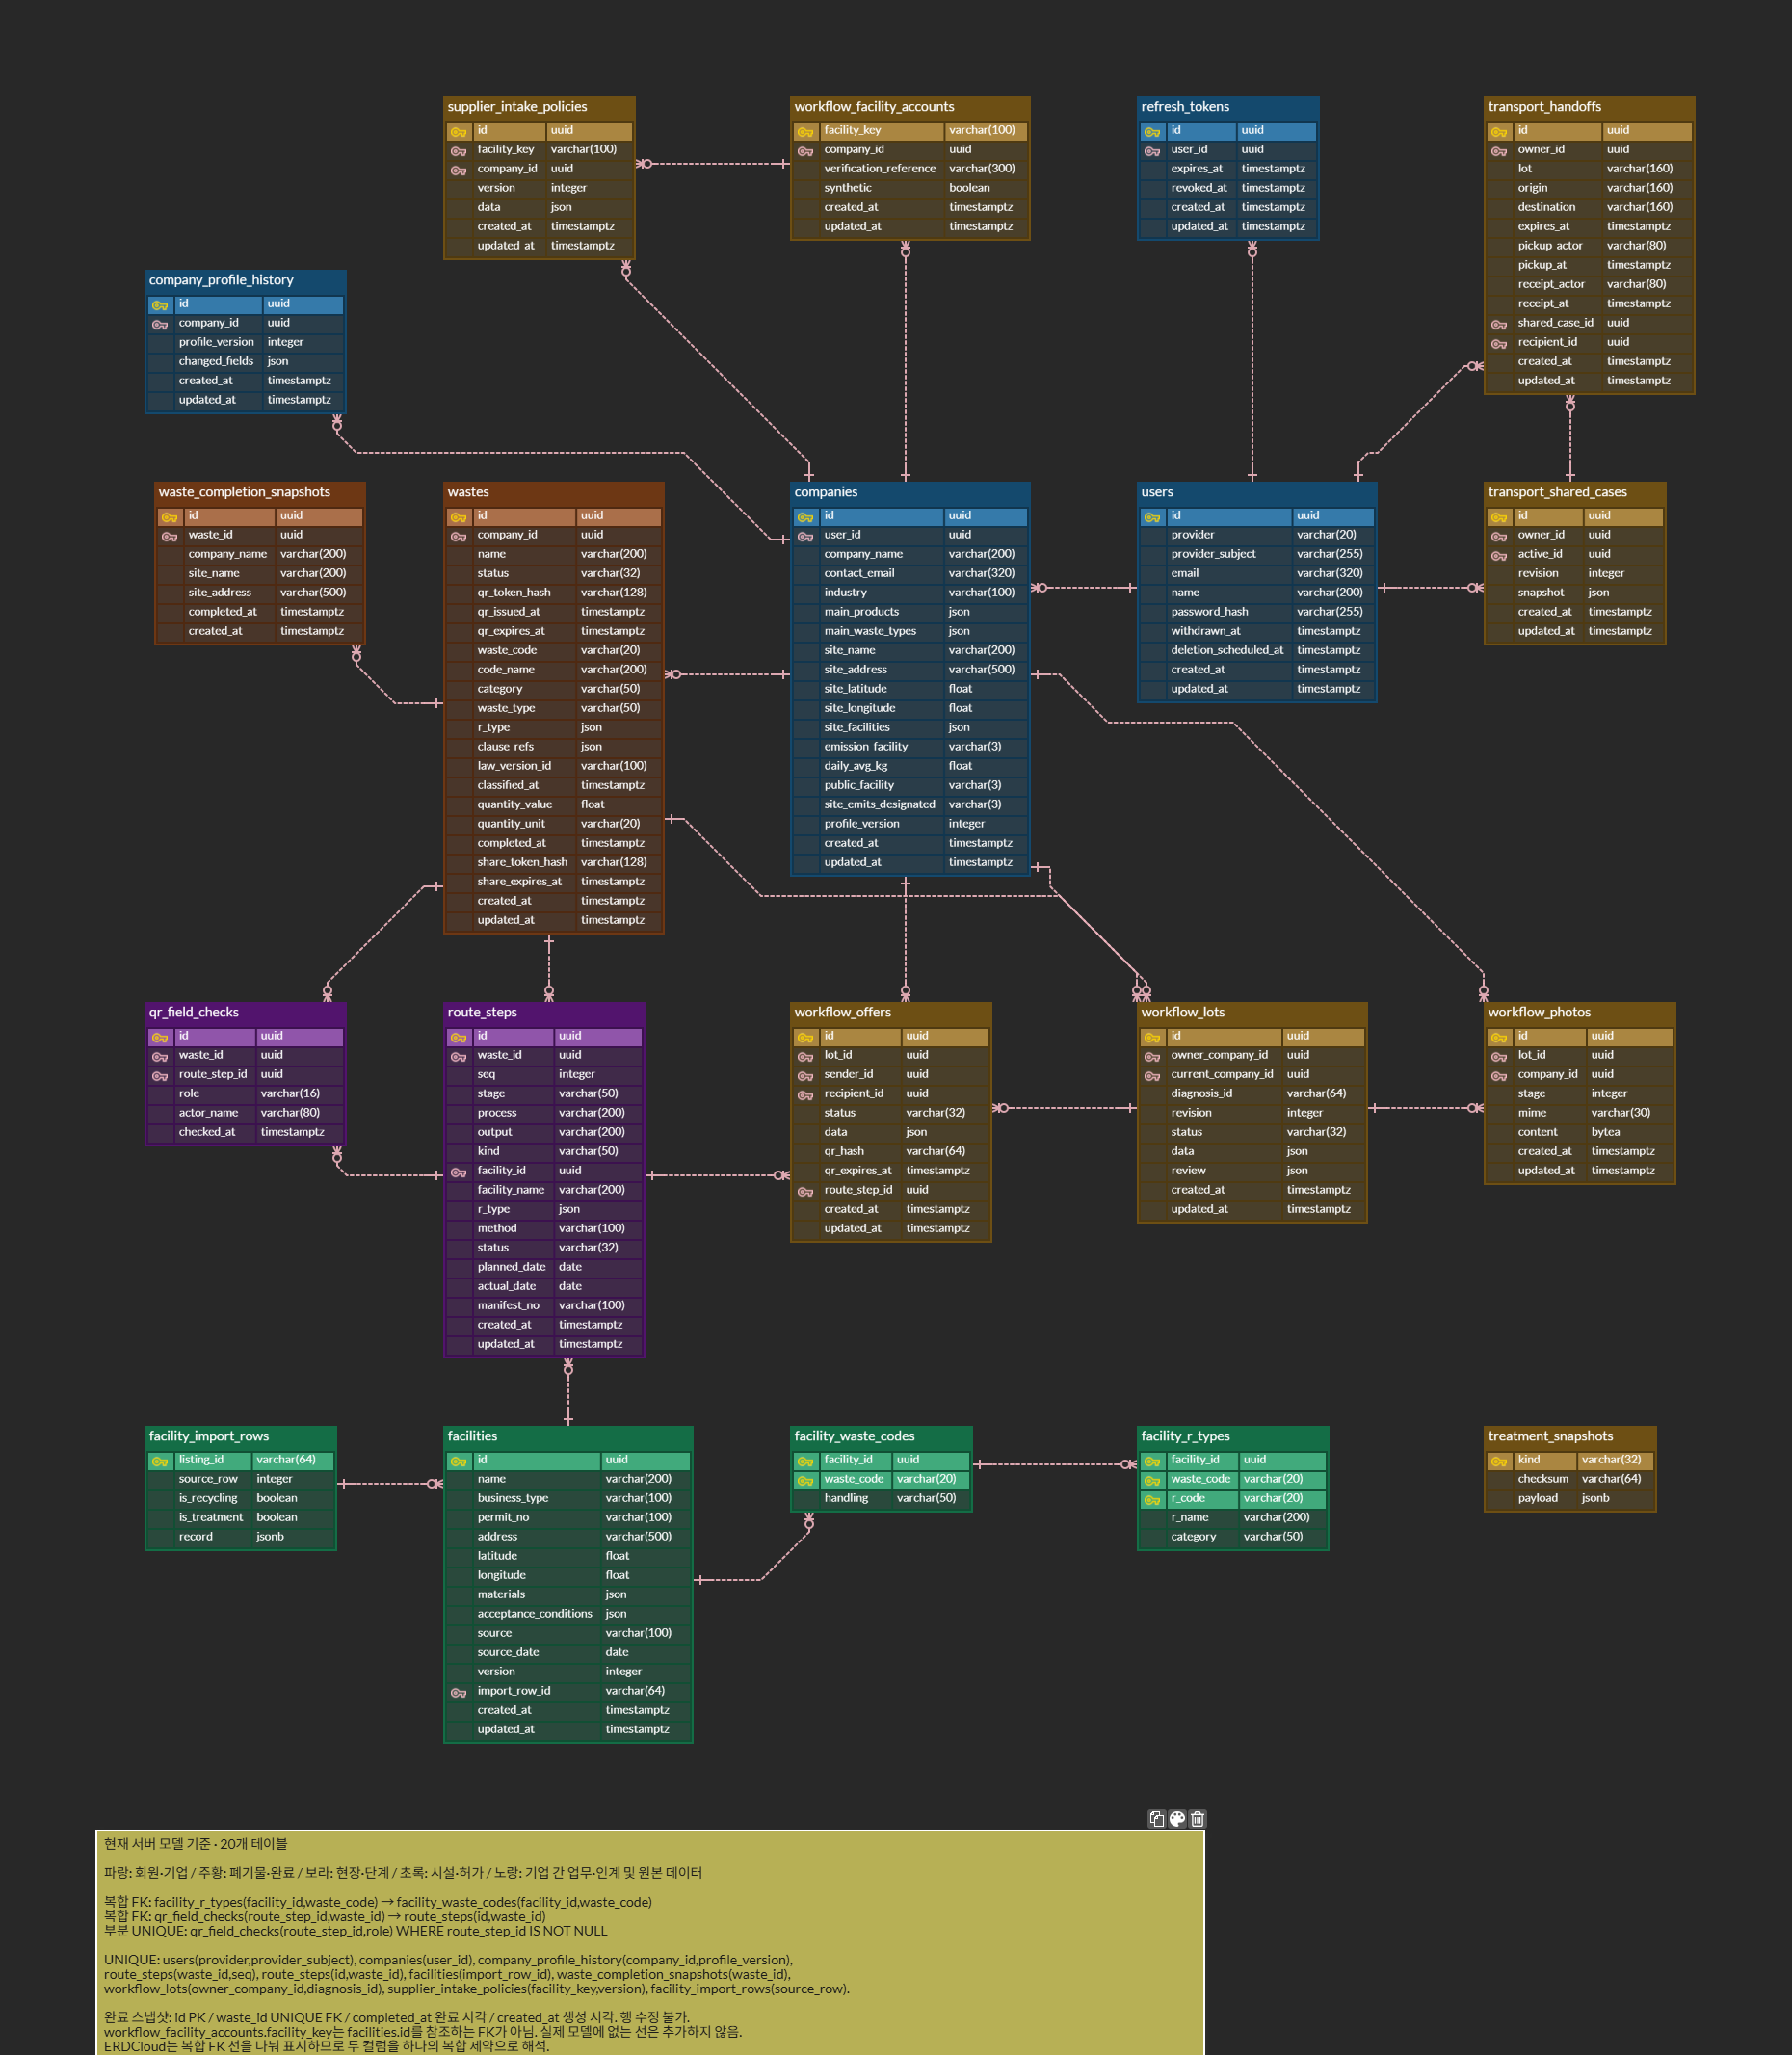 supplier_intake_policies
id uuid
facility_key varchar(100)
company_id uuid
version integer
data json
created_at timestamptz
updated_at timestamptz
workflow_facility_accounts
facility_key varchar(100)
company_id uuid
verification_reference varchar(300)
synthetic boolean
created_at timestamptz
updated_at timestamptz
refresh_tokens
id uuid
user_id uuid
expires_at timestamptz
revoked_at timestamptz
created_at timestamptz
updated_at timestamptz
transport_handoffs
id uuid
owner_id uuid
lot varchar(160)
origin varchar(160)
destination varchar(160)
expires_at timestamptz
pickup_actor varchar(80)
pickup_at timestamptz
receipt_actor varchar(80)
receipt_at timestamptz
shared_case_id uuid
recipient_id uuid
created_at timestamptz
updated_at timestamptz
company_profile_history
id uuid
company_id uuid
profile_version integer
changed_fields json
created_at timestamptz
updated_at timestamptz
waste_completion_snapshots
id uuid
waste_id uuid
company_name varchar(200)
site_name varchar(200)
site_address varchar(500)
completed_at timestamptz
created_at timestamptz
wastes
id uuid
company_id uuid
name varchar(200)
status varchar(32)
qr_token_hash varchar(128)
qr_issued_at timestamptz
qr_expires_at timestamptz
waste_code varchar(20)
code_name varchar(200)
category varchar(50)
waste_type varchar(50)
r_type json
clause_refs json
law_version_id varchar(100)
classified_at timestamptz
quantity_value float
quantity_unit varchar(20)
completed_at timestamptz
share_token_hash varchar(128)
share_expires_at timestamptz
created_at timestamptz
updated_at timestamptz
companies
id uuid
user_id uuid
company_name varchar(200)
contact_email varchar(320)
industry varchar(100)
main_products json
main_waste_types json
site_name varchar(200)
site_address varchar(500)
site_latitude float
site_longitude float
site_facilities json
emission_facility varchar(3)
daily_avg_kg float
public_facility varchar(3)
site_emits_designated varchar(3)
profile_version integer
created_at timestamptz
updated_at timestamptz
users
id uuid
provider varchar(20)
provider_subject varchar(255)
email varchar(320)
name varchar(200)
password_hash varchar(255)
withdrawn_at timestamptz
deletion_scheduled_at timestamptz
created_at timestamptz
updated_at timestamptz
transport_shared_cases
id uuid
owner_id uuid
active_id uuid
revision integer
snapshot json
created_at timestamptz
updated_at timestamptz
qr_field_checks
id uuid
waste_id uuid
route_step_id uuid
role varchar(16)
actor_name varchar(80)
checked_at timestamptz
route_steps
id uuid
waste_id uuid
seq integer
stage varchar(50)
process varchar(200)
output varchar(200)
kind varchar(50)
facility_id uuid
facility_name varchar(200)
r_type json
method varchar(100)
status varchar(32)
planned_date date
actual_date date
manifest_no varchar(100)
created_at timestamptz
updated_at timestamptz
workflow_offers
id uuid
lot_id uuid
sender_id uuid
recipient_id uuid
status varchar(32)
data json
qr_hash varchar(64)
qr_expires_at timestamptz
route_step_id uuid
created_at timestamptz
updated_at timestamptz
workflow_lots
id uuid
owner_company_id uuid
current_company_id uuid
diagnosis_id varchar(64)
revision integer
status varchar(32)
data json
review json
created_at timestamptz
updated_at timestamptz
workflow_photos
id uuid
lot_id uuid
company_id uuid
stage integer
mime varchar(30)
content bytea
created_at timestamptz
updated_at timestamptz
facility_import_rows
listing_id varchar(64)
source_row integer
is_recycling boolean
is_treatment boolean
record jsonb
facilities
id uuid
name varchar(200)
business_type varchar(100)
permit_no varchar(100)
address varchar(500)
latitude float
longitude float
materials json
acceptance_conditions json
source varchar(100)
source_date date
version integer
import_row_id varchar(64)
created_at timestamptz
updated_at timestamptz
facility_waste_codes
facility_id uuid
waste_code varchar(20)
handling varchar(50)
facility_r_types
facility_id uuid
waste_code varchar(20)
r_code varchar(20)
r_name varchar(200)
category varchar(50)
treatment_snapshots
kind varchar(32)
checksum varchar(64)
payload jsonb
현재 서버 모델 기준 · 20개 테이블
파랑: 회원·기업 / 주황: 폐기물·완료 / 보라: 현장·단계 / 초록: 시설·허가 / 노랑: 기업 간 업무·인계 및 원본 데이터
복합 FK: facility_r_types(facility_id,waste_code) → facility_waste_codes(facility_id,waste_code)
복합 FK: qr_field_checks(route_step_id,waste_id) → route_steps(id,waste_id)
부분 UNIQUE: qr_field_checks(route_step_id,role) WHERE route_step_id IS NOT NULL
UNIQUE: users(provider,provider_subject), companies(user_id), company_profile_history(company_id,profile_version),
route_steps(waste_id,seq), route_steps(id,waste_id), facilities(import_row_id), waste_completion_snapshots(waste_id),
workflow_lots(owner_company_id,diagnosis_id), supplier_intake_policies(facility_key,version), facility_import_rows(source_row).
완료 스냅샷: id PK / waste_id UNIQUE FK / completed_at 완료 시각 / created_at 생성 시각. 행 수정 불가.
workflow_facility_accounts.facility_key는 facilities.id를 참조하는 FK가 아님. 실제 모델에 없는 선은 추가하지 않음.
ERDCloud는 복합 FK 선을 나눠 표시하므로 두 컬럼을 하나의 복합 제약으로 해석.